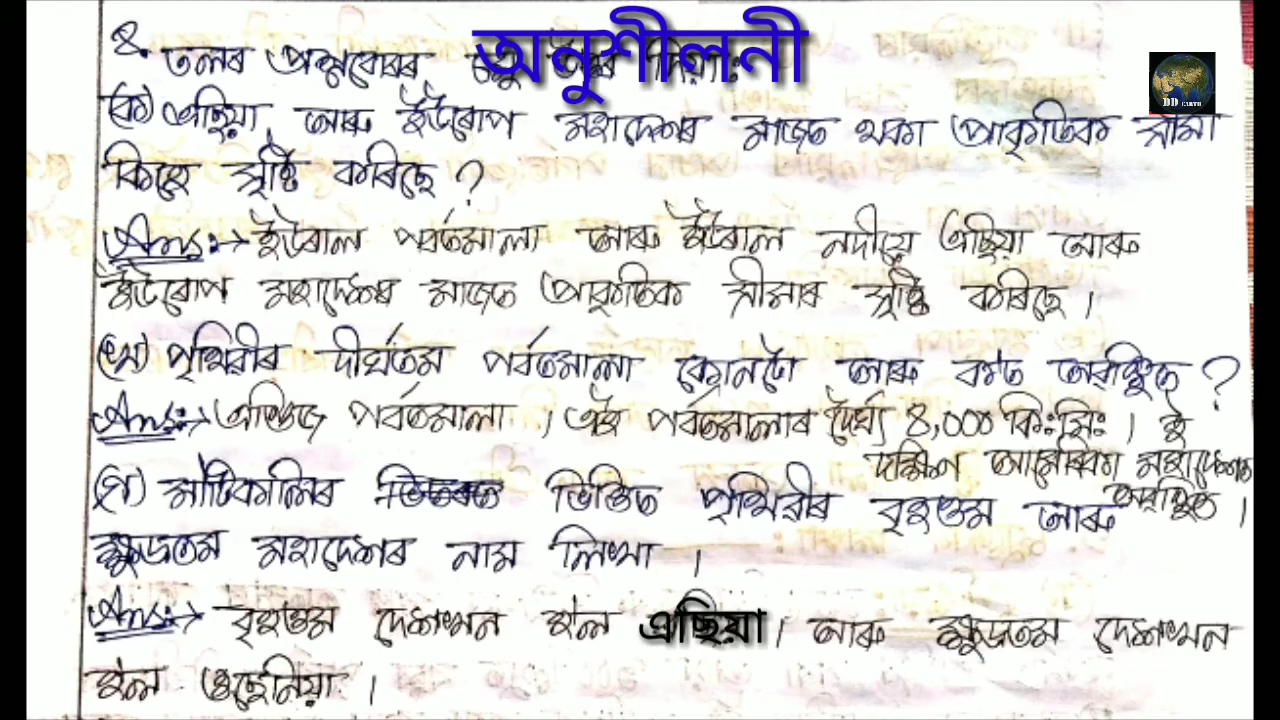 অনুশীলনী
২. তলৰ প্ৰশ্নবোৰৰ চমু উত্তৰ দিয়াঃ
DD EARTH
(ক) এছিয়া আৰু ইউৰোপ মহাদেশৰ মাজত থকা প্ৰাকৃতিক সীমা
কিহে সৃষ্টি কৰিছে ?
Ans:→ ইউৰাল পৰ্বতমালা আৰু ইউৰাল নদীয়ে এছিয়া আৰু
ইউৰোপ মহাদেশৰ মাজত প্ৰাকৃতিক সীমাৰ সৃষ্টি কৰিছে ।
(খ) পৃথিৱীৰ দীৰ্ঘতম পৰ্বতমালা কোনটো আৰু ক'ত অৱস্থিত ?
Ans:→ এণ্ডিজ পৰ্বতমালা । এই পৰ্বতমালাৰ দৈৰ্ঘ্য ৪,০০০ কিঃমিঃ । ই
দক্ষিণ আমেৰিকা মহাদেশত
অৱস্থিত ।
(গ) মাটিকালিৰ ভিত্তিত পৃথিৱীৰ বৃহত্তম আৰু
ক্ষুদ্ৰতম মহাদেশৰ নাম লিখা ।
Ans:→ বৃহত্তম দেশখন হ'ল এছিয়া । আৰু ক্ষুদ্ৰতম দেশখন
হ'ল